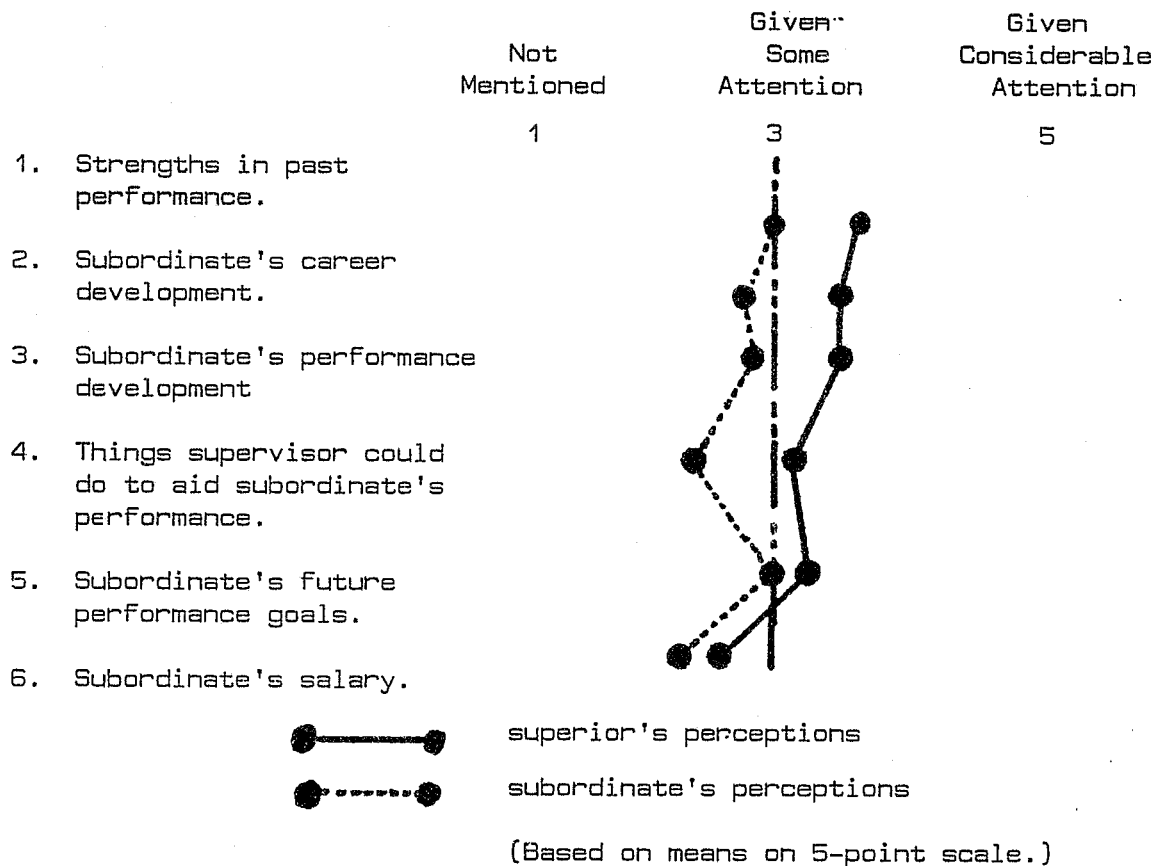 Not Mentioned
Given Some Attention
Given Considerable Attention
1 3 5
1. Strengths in past
performance.
2. Subordinate's career
development.
3. Subordinate's performance
development
4. Things supervisor could
do to aid subordinate's
performance.
5. Subordinate's future
performance goals.
6. Subordinate's salary.
superior's perceptions
subordinate's perceptions
(Based on means on 5-point scale.)